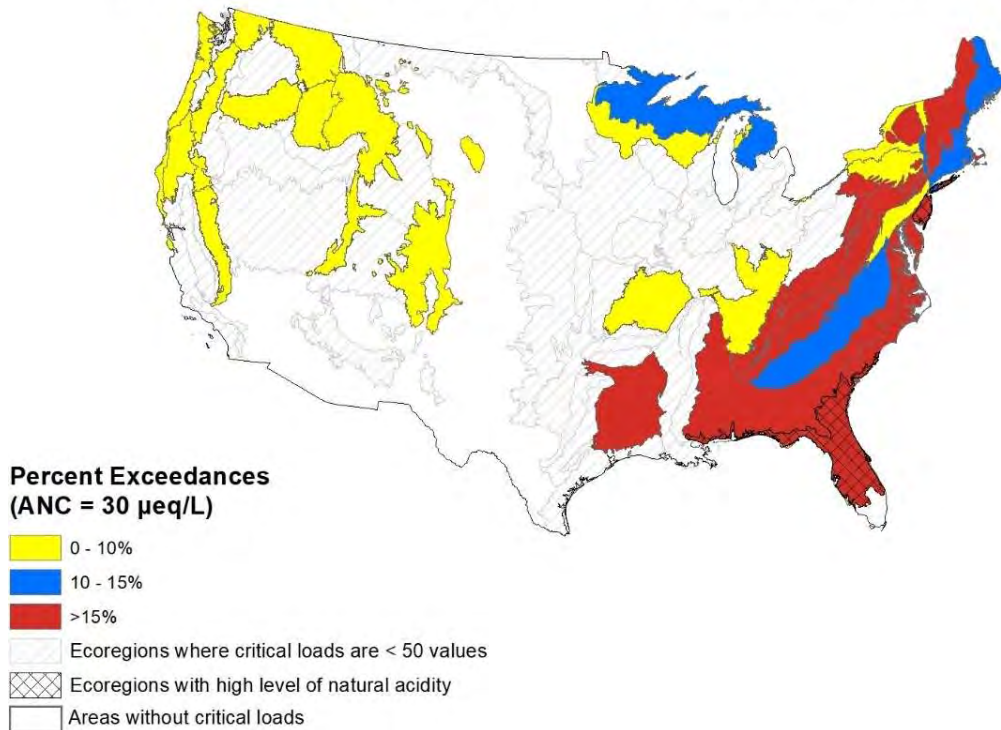 Percent Exceedances
(ANC = 30 µeq/L)
0 - 10%
10 - 15%
>15%
Ecoregions where critical loads are < 50 values
Ecoregions with high level of natural acidity
Areas without critical loads